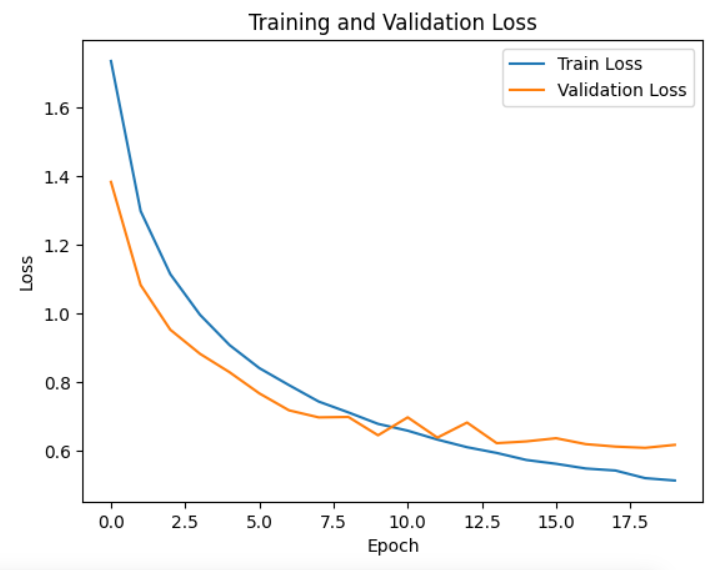 Training and Validation Loss
Train Loss
Validation Loss
1.6
1.4
1.2
1.0
0.8
0.6
Loss
0.0 2.5 5.0 7.5 10.0 12.5 15.0 17.5
Epoch